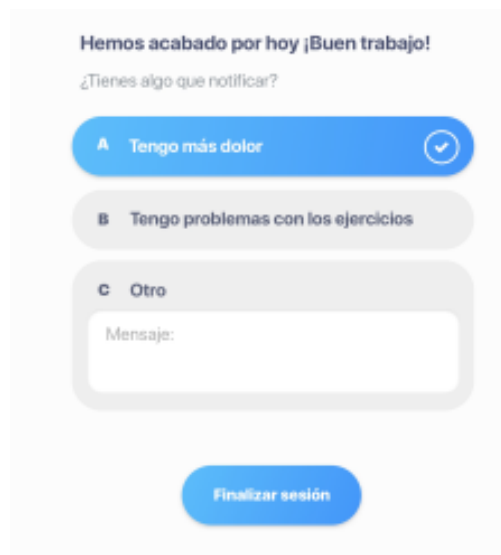 Hemos acabado por hoy ¡Buen trabajo!
¿Tienes algo que notificar?
A Tengo más dolor
B Tengo problemas con los ejercicios
C Otro
Mensaje:
Finalizar sesión